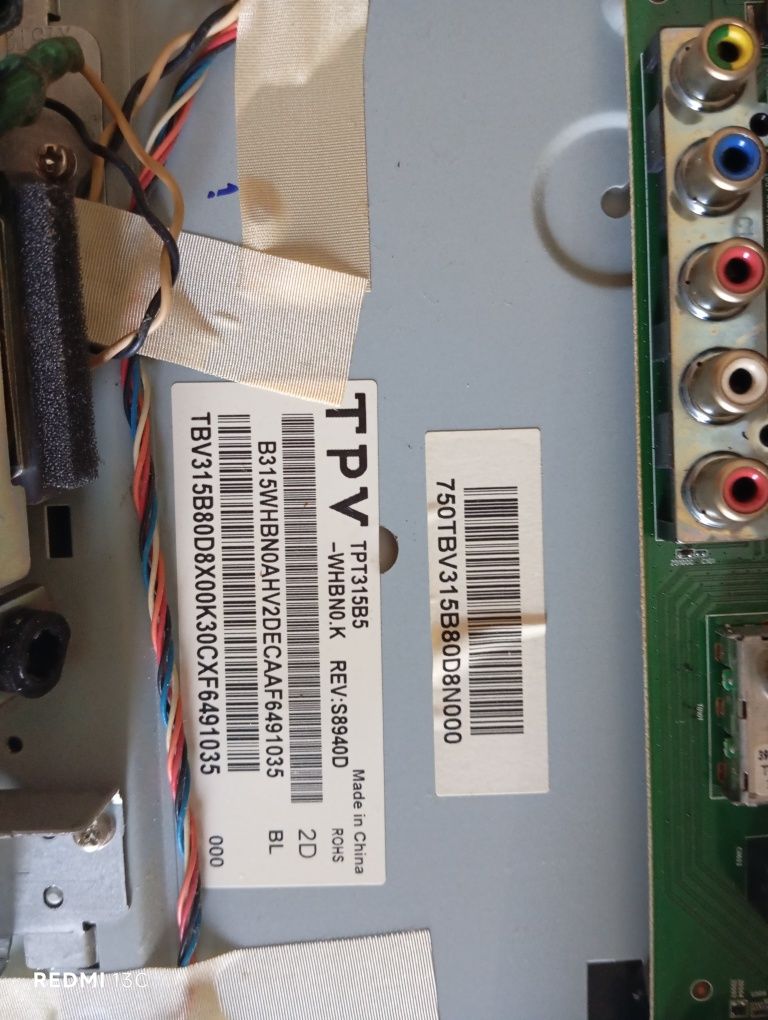 TPV TPT315B5
-WHBN0.K REV:S8940D
Made in China
ROHS
2D
B315WHBN0AHV2DECAAF6491035 BL
TBV315B80D8X00K30CXF6491035 000
750TBV315B80D8N000
REDMI 13C